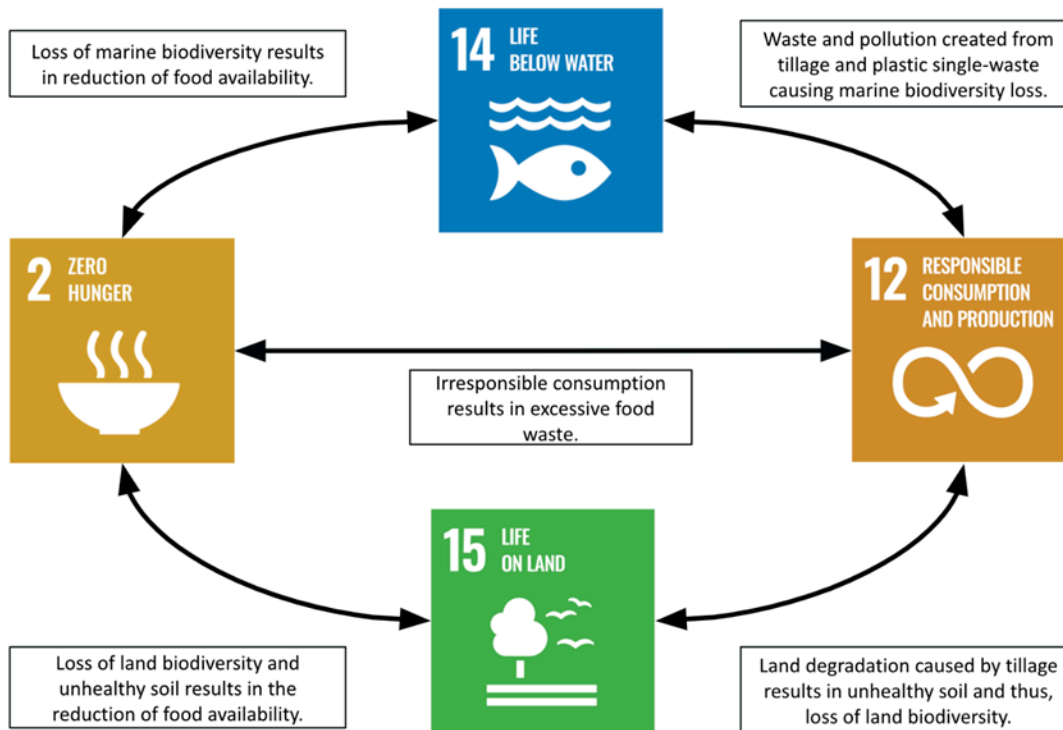 Loss of marine biodiversity results
in reduction of food availability.
14 LIFE
BELOW WATER
Waste and pollution created from
tillage and plastic single-waste
causing marine biodiversity loss.
2 ZERO
HUNGER
12 RESPONSIBLE
CONSUMPTION
AND PRODUCTION
Irresponsible consumption
results in excessive food
waste.
15 LIFE
ON LAND
Loss of land biodiversity and
unhealthy soil results in the
reduction of food availability.
Land degradation caused by tillage
results in unhealthy soil and thus,
loss of land biodiversity.